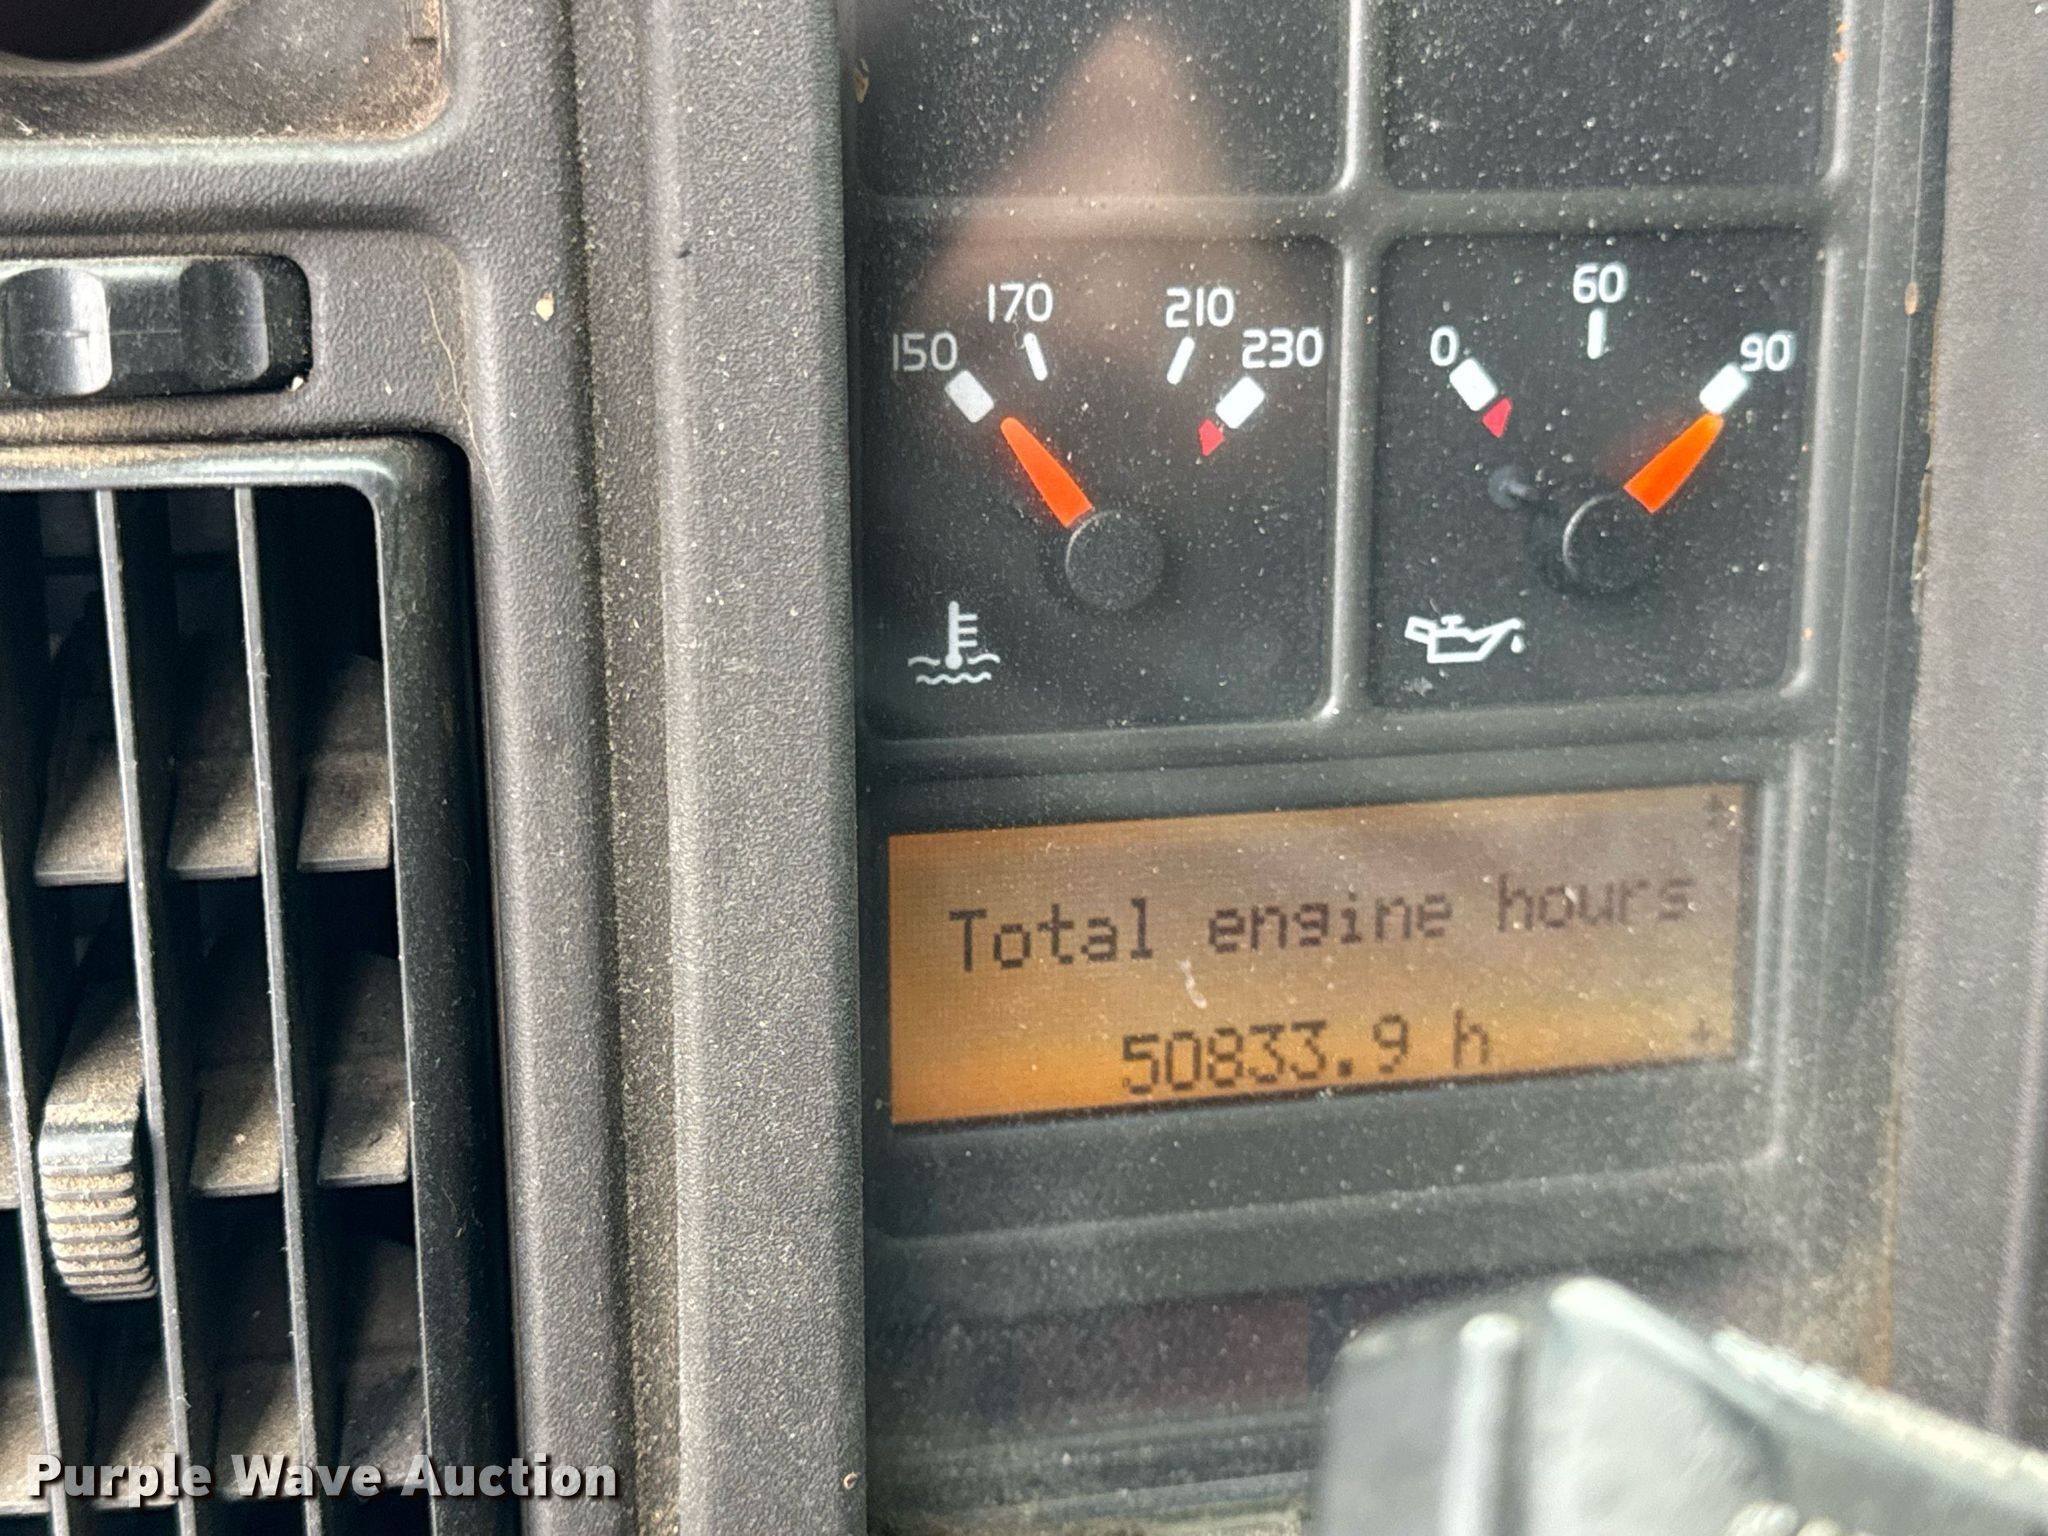 150 170 210 230
0 60 90
Total engine hours
50833.9 h
Purple Wave Auction